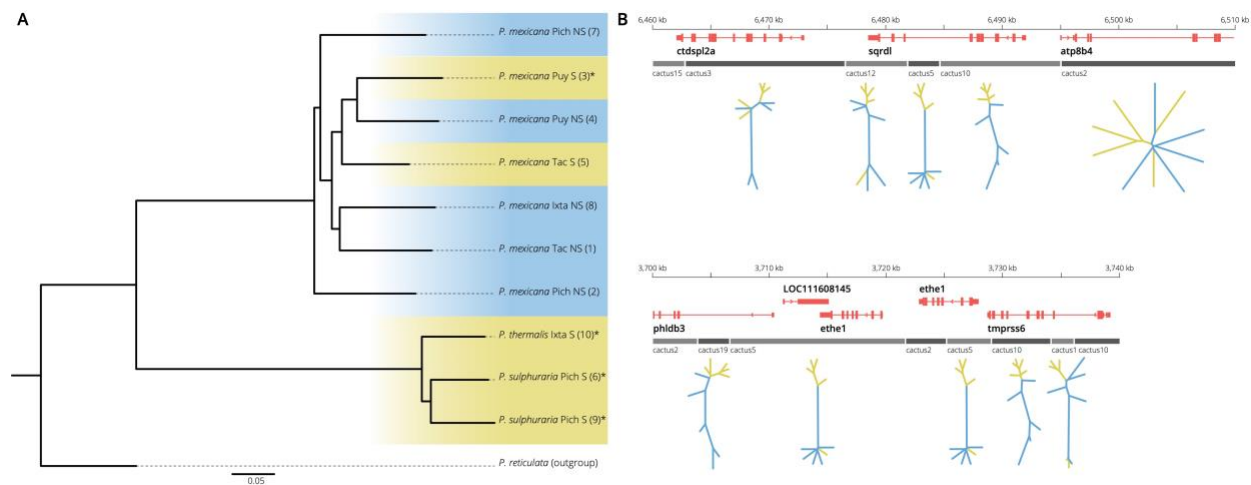 A
P. mexicana Pich NS (7)
P. mexicana Puy S (3)*
P. mexicana Puy NS (4)
P. mexicana Tac S (5)
P. mexicana Ixta NS (8)
P. mexicana Tac NS (1)
P. mexicana Pich NS (2)
P. thermalis Ixta S (10)*
P. sulphuraria Pich S (6)*
P. sulphuraria Pich S (9)*
P. reticulata (outgroup)
0.05
B
6,460 kb 6,470 kb 6,480 kb 6,490 kb 6,500 kb 6,510 kb
ctdspl2a sqrdl atp8b4
cactus15 cactus3 cactus12 cactus5 cactus10 cactus2
3,700 kb 3,710 kb 3,720 kb 3,730 kb 3,740 kb
LOC111608145 ethe1
phldb3 ethe1 tmprss6
cactus2 cactus19 cactus5 cactus2 cactus5 cactus10 cactus1 cactus10